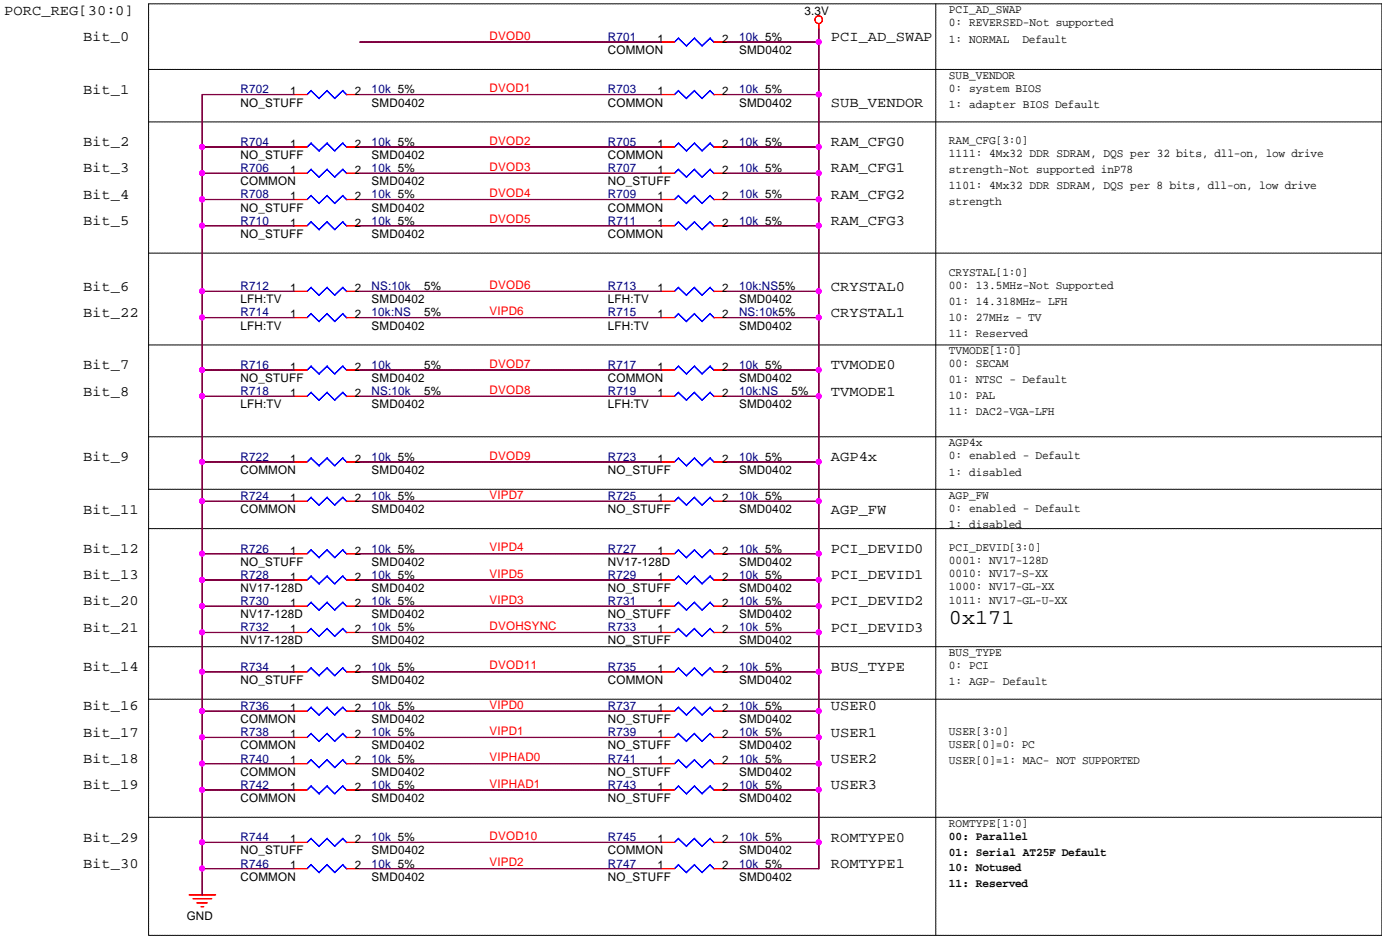 PORC_REG[30:0] 3.3V PCI_AD_SWAP
0: REVERSED-Not supported
Bit_0 DVOD0 R701 1 2 10k 5% PCI_AD_SWAP 1: NORMAL Default
COMMON SMD0402
SUB_VENDOR
0: system BIOS
Bit_1 R702 1 2 10k 5% DVOD1 R703 1 2 10k 5%
NO_STUFF SMD0402 COMMON SMD0402 SUB_VENDOR 1: adapter BIOS Default
Bit_2 R704 1 2 10k 5% DVOD2 R705 1 2 10k 5% RAM_CFG0 RAM_CFG[3:0]
NO_STUFF SMD0402 COMMON SMD0402 1111: 4Mx32 DDR SDRAM, DQS per 32 bits, dll-on, low drive
Bit_3 R706 1 2 10k 5% DVOD3 R707 1 2 10k 5% RAM_CFG1 strength-Not supported inP78
COMMON SMD0402 NO_STUFF SMD0402 1101: 4Mx32 DDR SDRAM, DQS per 8 bits, dll-on, low drive
Bit_4 R708 1 2 10k 5% DVOD4 R709 1 2 10k 5% RAM_CFG2 strength
NO_STUFF SMD0402 COMMON SMD0402
Bit_5 R710 1 2 10k 5% DVOD5 R711 1 2 10k 5% RAM_CFG3
NO_STUFF SMD0402 COMMON SMD0402
CRYSTAL[1:0]
Bit_6 R712 1 2 NS:10k 5% DVOD6 R713 1 2 10k:NS5% CRYSTAL0 00: 13.5MHz-Not Supported
LFH:TV SMD0402 LFH:TV SMD0402 01: 14.318MHz- LFH
Bit_22 R714 1 2 10k:NS 5% VIPD6 R715 1 2 NS:10k5% CRYSTAL1 10: 27MHz - TV
LFH:TV SMD0402 LFH:TV SMD0402 11: Reserved
TVMODE[1:0]
Bit_7 R716 1 2 10k 5% DVOD7 R717 1 2 10k 5% TVMODE0 00: SECAM
NO_STUFF SMD0402 COMMON SMD0402 01: NTSC - Default
Bit_8 R718 1 2 NS:10k 5% DVOD8 R719 1 2 10k:NS 5% TVMODE1 10: PAL
LFH:TV SMD0402 LFH:TV SMD0402 11: DAC2-VGA-LFH
AGP4x
Bit_9 R722 1 2 10k 5% DVOD9 R723 1 2 10k 5% AGP4x 0: enabled - Default
COMMON SMD0402 NO_STUFF SMD0402 1: disabled
R724 1 2 10k 5% VIPD7 R725 1 2 10k 5% AGP_FW
Bit_11 COMMON SMD0402 NO_STUFF SMD0402 AGP_FW 0: enabled - Default
1: disabled
Bit_12 R726 1 2 10k 5% VIPD4 R727 1 2 10k 5% PCI_DEVID0 PCI_DEVID[3:0]
NO_STUFF SMD0402 NV17-128D SMD0402 0001: NV17-128D
Bit_13 R728 1 2 10k 5% VIPD5 R729 1 2 10k 5% PCI_DEVID1 0010: NV17-S-XX
NV17-128D SMD0402 NO_STUFF SMD0402 1000: NV17-GL-XX
Bit_20 R730 1 2 10k 5% VIPD3 R731 1 2 10k 5% PCI_DEVID2 1011: NV17-GL-U-XX
NV17-128D SMD0402 NO_STUFF SMD0402 0x171
Bit_21 R732 1 2 10k 5% DVOHSYNC R733 1 2 10k 5% PCI_DEVID3
NV17-128D SMD0402 NO_STUFF SMD0402
BUS_TYPE
Bit_14 R734 1 2 10k 5% DVOD11 R735 1 2 10k 5% BUS_TYPE 0: PCI
NO_STUFF SMD0402 COMMON SMD0402 1: AGP- Default
Bit_16 R736 1 2 10k 5% VIPD0 R737 1 2 10k 5% USER0
COMMON SMD0402 NO_STUFF SMD0402
Bit_17 R738 1 2 10k 5% VIPD1 R739 1 2 10k 5% USER1 USER[3:0]
COMMON SMD0402 NO_STUFF SMD0402 USER[0]=0: PC
Bit_18 R740 1 2 10k 5% VIPHAD0 R741 1 2 10k 5% USER2 USER[0]=1: MAC- NOT SUPPORTED
COMMON SMD0402 NO_STUFF SMD0402
Bit_19 R742 1 2 10k 5% VIPHAD1 R743 1 2 10k 5% USER3
COMMON SMD0402 NO_STUFF SMD0402
ROMTYPE[1:0]
Bit_29 R744 1 2 10k 5% DVOD10 R745 1 2 10k 5% ROMTYPE0 00: Parallel
NO_STUFF SMD0402 COMMON SMD0402 01: Serial AT25F Default
Bit_30 R746 1 2 10k 5% VIPD2 R747 1 2 10k 5% ROMTYPE1 10: Notused
COMMON SMD0402 NO_STUFF SMD0402 11: Reserved
GND